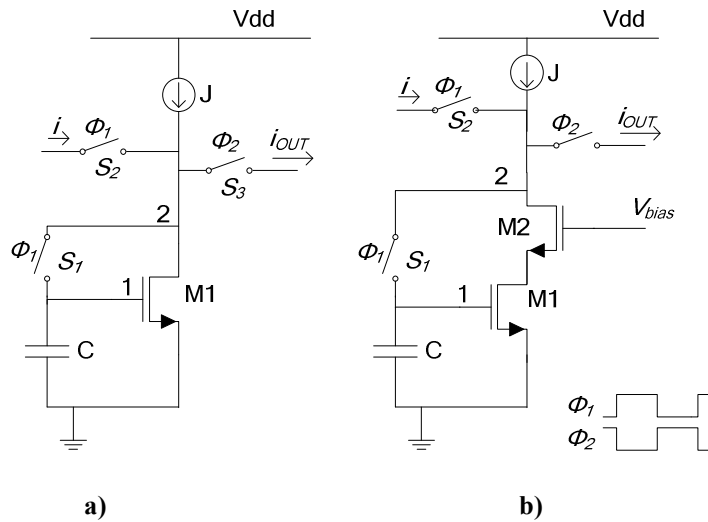 Vdd
J
i
Φ1
S2
Φ2
iOUT
S3
2
Φ1
S1
1
M1
C
a)
Vdd
J
i
Φ1
S2
Φ2
iOUT
2
M2
Vbias
Φ1
S1
1
M1
C
Φ1
Φ2
b)